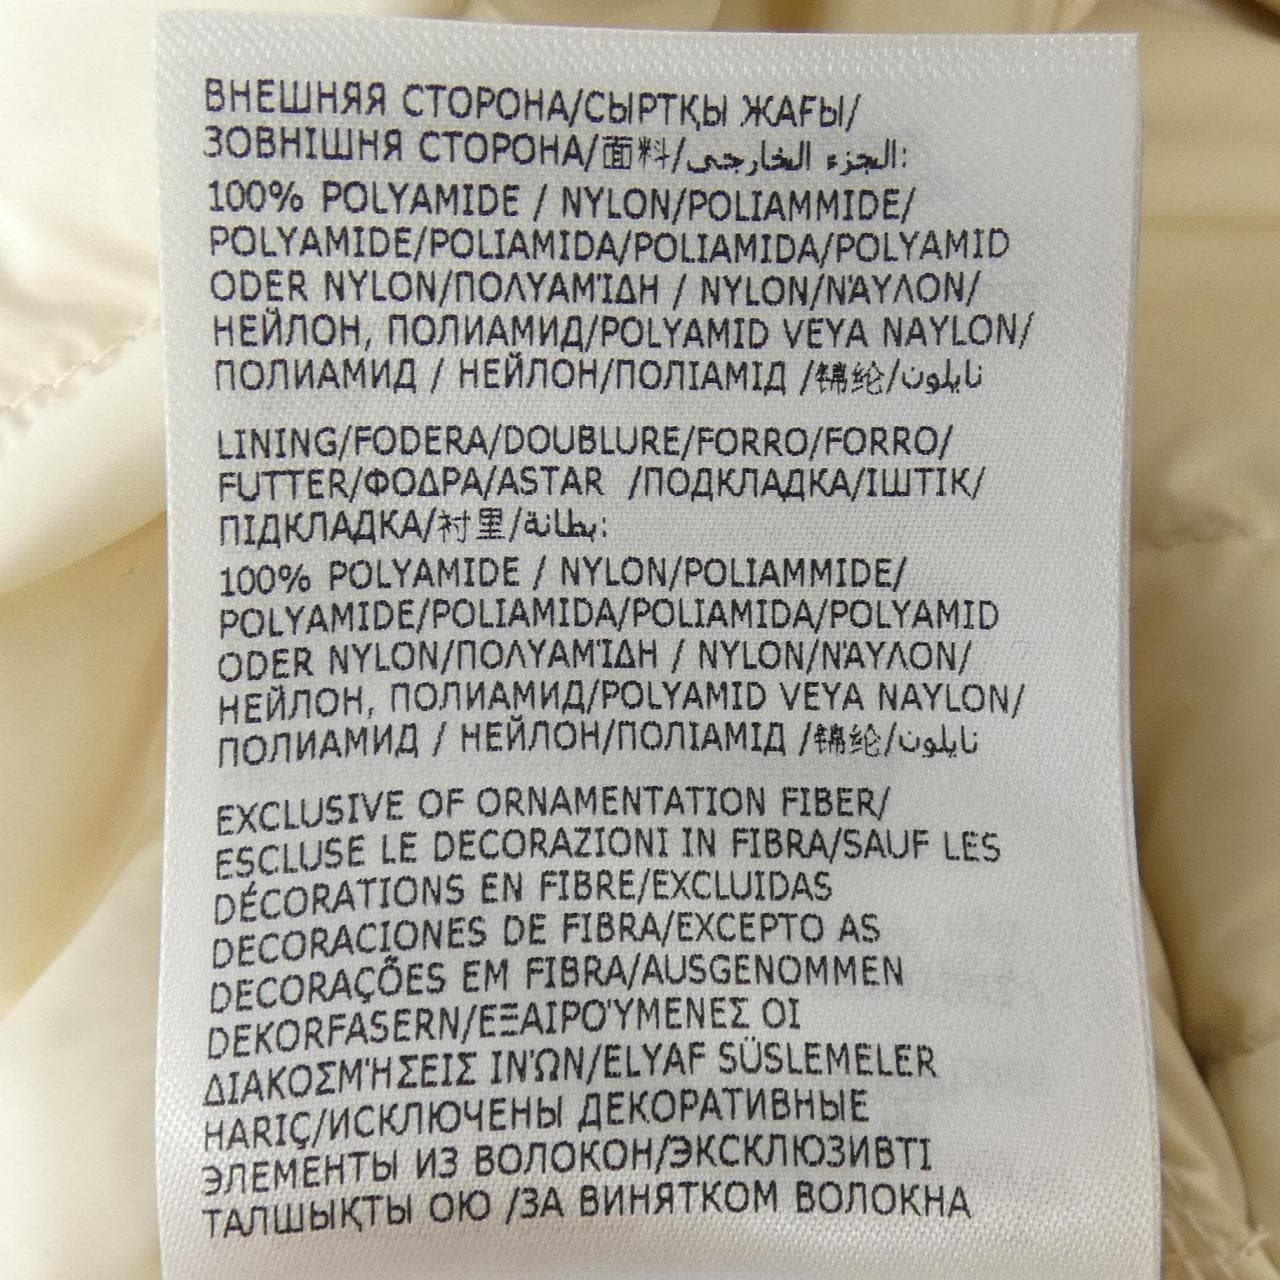 ВНЕШНЯЯ СТОРОНА/СЫРТҚЫ ЖАҒЫ/
ЗОВНІШНЯ СТОРОНА/面料/الجزء الخارجي:
100% POLYAMIDE / NYLON/POLIAMMIDE/
POLYAMIDE/POLIAMIDA/POLIAMIDA/POLYAMID
ODER NYLON/ΠΟΛΥΑΜΊΔΗ / NYLON/ΝΆΥΛΟΝ/
НЕЙЛОН, ПОЛИАМИД/POLYAMID VEYA NAYLON/
ПОЛИАМИД / НЕЙЛОН/ПОЛІАМІД /锦纶/نايلون
LINING/FODERA/DOUBLURE/FORRO/FORRO/
FUTTER/ΦΟΔΡΑ/ASTAR /ПОДКЛАДКА/ІШТІК/
ПІДКЛАДКА/衬里/بطانة:
100% POLYAMIDE / NYLON/POLIAMMIDE/
POLYAMIDE/POLIAMIDA/POLIAMIDA/POLYAMID
ODER NYLON/ΠΟΛΥΑΜΊΔΗ / NYLON/ΝΆΥΛΟΝ/
НЕЙЛОН, ПОЛИАМИД/POLYAMID VEYA NAYLON/
ПОЛИАМИД / НЕЙЛОН/ПОЛІАМІД /锦纶/نايلون
EXCLUSIVE OF ORNAMENTATION FIBER/
ESCLUSE LE DECORAZIONI IN FIBRA/SAUF LES
DÉCORATIONS EN FIBRE/EXCLUIDAS
DECORACIONES DE FIBRA/EXCEPTO AS
DECORAÇÕES EM FIBRA/AUSGENOMMEN
DEKORFASERN/ΕΞΑΙΡΟΎΜΕΝΕΣ ΟΙ
ΔΙΑΚΟΣΜΉΣΕΙΣ ΙΝΏΝ/ELYAF SÜSLEMELER
HARIÇ/ИСКЛЮЧЕНЫ ДЕКОРАТИВНЫЕ
ЭЛЕМЕНТЫ ИЗ ВОЛОКОН/ЭКСКЛЮЗИВТІ
ТАЛШЫҚТЫ ОЮ /ЗА ВИНЯТКОМ ВОЛОКНА